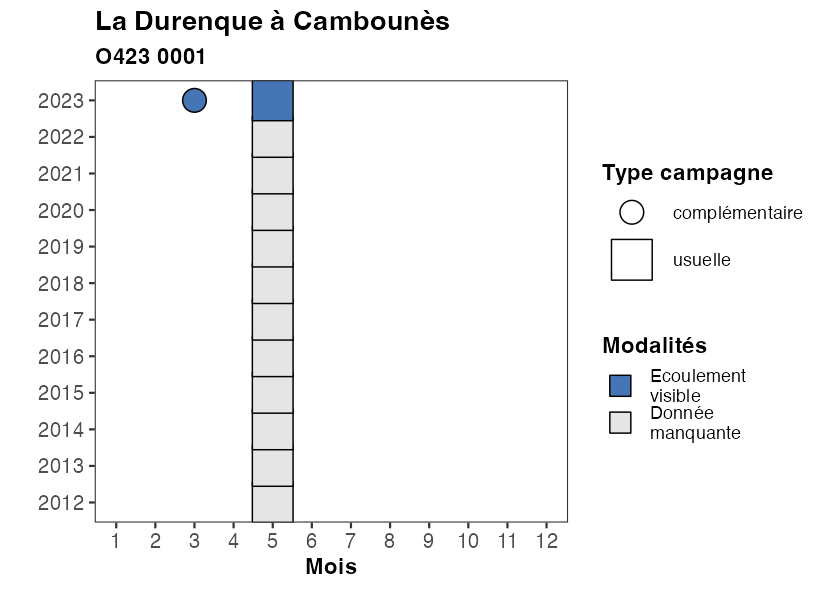 La Durenque à Cambounès
O423 0001
2023
2022
2021
2020
2019
2018
2017
2016
2015
2014
2013
2012
1 2 3 4 5 6 7 8 9 10 11 12
Mois
Type campagne
complémentaire
usuelle
Modalités
Ecoulement
visible
Donnée
manquante